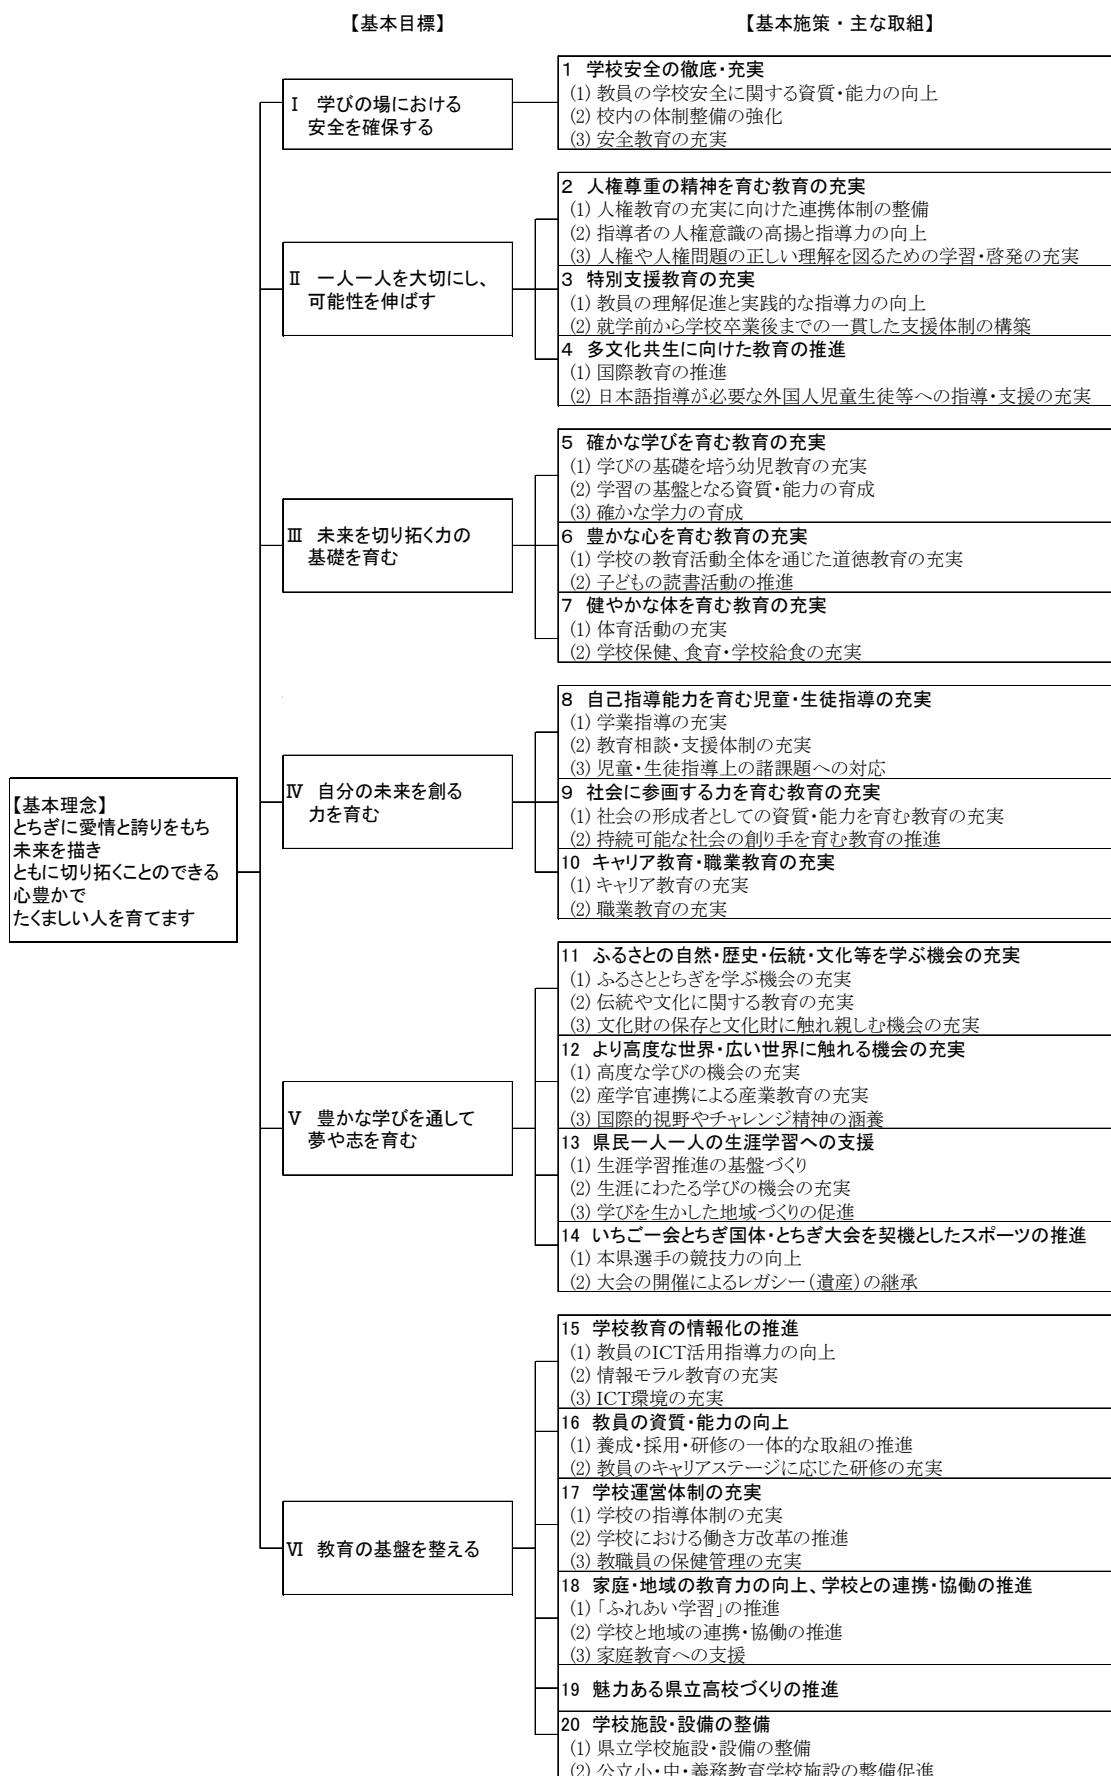 【基本目標】
【基本施策・主な取組】
【基本理念】
とちぎに愛情と誇りをもち
未来を描き
ともに切り拓くことのできる
心豊かで
たくましい人を育てます
Ⅰ 学びの場における
安全を確保する
1 学校安全の徹底・充実
(1) 教員の学校安全に関する資質・能力の向上
(2) 校内の体制整備の強化
(3) 安全教育の充実
Ⅱ 一人一人を大切にし、
可能性を伸ばす
2 人権尊重の精神を育む教育の充実
(1) 人権教育の充実に向けた連携体制の整備
(2) 指導者の人権意識の高揚と指導力の向上
(3) 人権や人権問題の正しい理解を図るための学習・啓発の充実
3 特別支援教育の充実
(1) 教員の理解促進と実践的な指導力の向上
(2) 就学前から学校卒業後までの一貫した支援体制の構築
4 多文化共生に向けた教育の推進
(1) 国際教育の推進
(2) 日本語指導が必要な外国人児童生徒等への指導・支援の充実
Ⅲ 未来を切り拓く力の
基礎を育む
5 確かな学びを育む教育の充実
(1) 学びの基礎を培う幼児教育の充実
(2) 学習の基盤となる資質・能力の育成
(3) 確かな学力の育成
6 豊かな心を育む教育の充実
(1) 学校の教育活動全体を通じた道徳教育の充実
(2) 子どもの読書活動の推進
7 健やかな体を育む教育の充実
(1) 体育活動の充実
(2) 学校保健、食育・学校給食の充実
Ⅳ 自分の未来を創る
力を育む
8 自己指導能力を育む児童・生徒指導の充実
(1) 学業指導の充実
(2) 教育相談・支援体制の充実
(3) 児童・生徒指導上の諸課題への対応
9 社会に参画する力を育む教育の充実
(1) 社会の形成者としての資質・能力を育む教育の充実
(2) 持続可能な社会の創り手を育む教育の推進
10 キャリア教育・職業教育の充実
(1) キャリア教育の充実
(2) 職業教育の充実
Ⅴ 豊かな学びを通して
夢や志を育む
11 ふるさとの自然・歴史・伝統・文化等を学ぶ機会の充実
(1) ふるさととちぎを学ぶ機会の充実
(2) 伝統や文化に関する教育の充実
(3) 文化財の保存と文化財に触れ親しむ機会の充実
12 より高度な世界・広い世界に触れる機会の充実
(1) 高度な学びの機会の充実
(2) 産学官連携による産業教育の充実
(3) 国際的視野やチャレンジ精神の涵養
13 県民一人一人の生涯学習への支援
(1) 生涯学習推進の基盤づくり
(2) 生涯にわたる学びの機会の充実
(3) 学びを生かした地域づくりの促進
14 いちご一会とちぎ国体・とちぎ大会を契機としたスポーツの推進
(1) 本県選手の競技力の向上
(2) 大会の開催によるレガシー（遺産）の継承
Ⅵ 教育の基盤を整える
15 学校教育の情報化の推進
(1) 教員のICT活用指導力の向上
(2) 情報モラル教育の充実
(3) ICT環境の充実
16 教員の資質・能力の向上
(1) 養成・採用・研修の一体的な取組の推進
(2) 教員のキャリアステージに応じた研修の充実
17 学校運営体制の充実
(1) 学校の指導体制の充実
(2) 学校における働き方改革の推進
(3) 教職員の保健管理の充実
18 家庭・地域の教育力の向上、学校との連携・協働の推進
(1) 「ふれあい学習」の推進
(2) 学校と地域の連携・協働の推進
(3) 家庭教育への支援
19 魅力ある県立高校づくりの推進
20 学校施設・設備の整備
(1) 県立学校施設・設備の整備
(2) 公立小・中・義務教育学校施設の整備促進